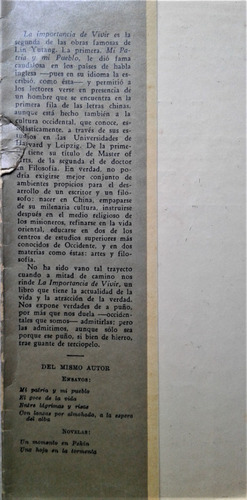 La Importancia de Vivir es la
segunda de las obras famosas de
Lin Yutang. La primera, Mi Pa-
tria y mi Pueblo, le dió fama
caudalosa en los países de habla
inglesa —pues en su idioma la es-
cribió, como ésta— y permitió a
los lectores verse en presencia de
un hombre que se encuentra en la
primera fila de las letras chinas,
aunque está hecho también a la
cultura occidental, que conoce, es-
colásticamente, a través de sus es-
tudios en las Universidades de
Harvard y Leipzig. De la prime-
tiene su título de Master of
Arts, de la segunda el de doctor
en Filosofía. En verdad, no po-
dría exigirse mejor conjunto de
ambientes propicios para el des-
arrollo de un escritor y un filó-
sofo: nacer en China, empaparse
de su milenaria cultura, instruirse
después en el medio religioso de
los misioneros, refinarse en la vida
oriental, educarse en dos de los
centros de estudios superiores más
conocidos de Occidente, y en dos
materias como éstas: artes y filo-
sofía.
No ha sido vano tal trayecto
cuando a mitad de camino nos
rinde La Importancia de Vivir, un
libro que tiene la actualidad de la
vida y la atracción de la verdad.
Nos expone verdades de a puño,
por más que nos duela —occiden-
tales que somos— admitirlas; pero
las admitimos, aunque sólo sea
porque ese puño, si bien de hierro,
trae guante de terciopelo.
DEL MISMO AUTOR
ENSAYOS:
Mi patria y mi pueblo
El goce de la vida
Entre lágrimas y risas
Con lanzas por almohada, a la espera
del alba
NOVELAS:
Un momento en Pekín
Una hoja en la tormenta